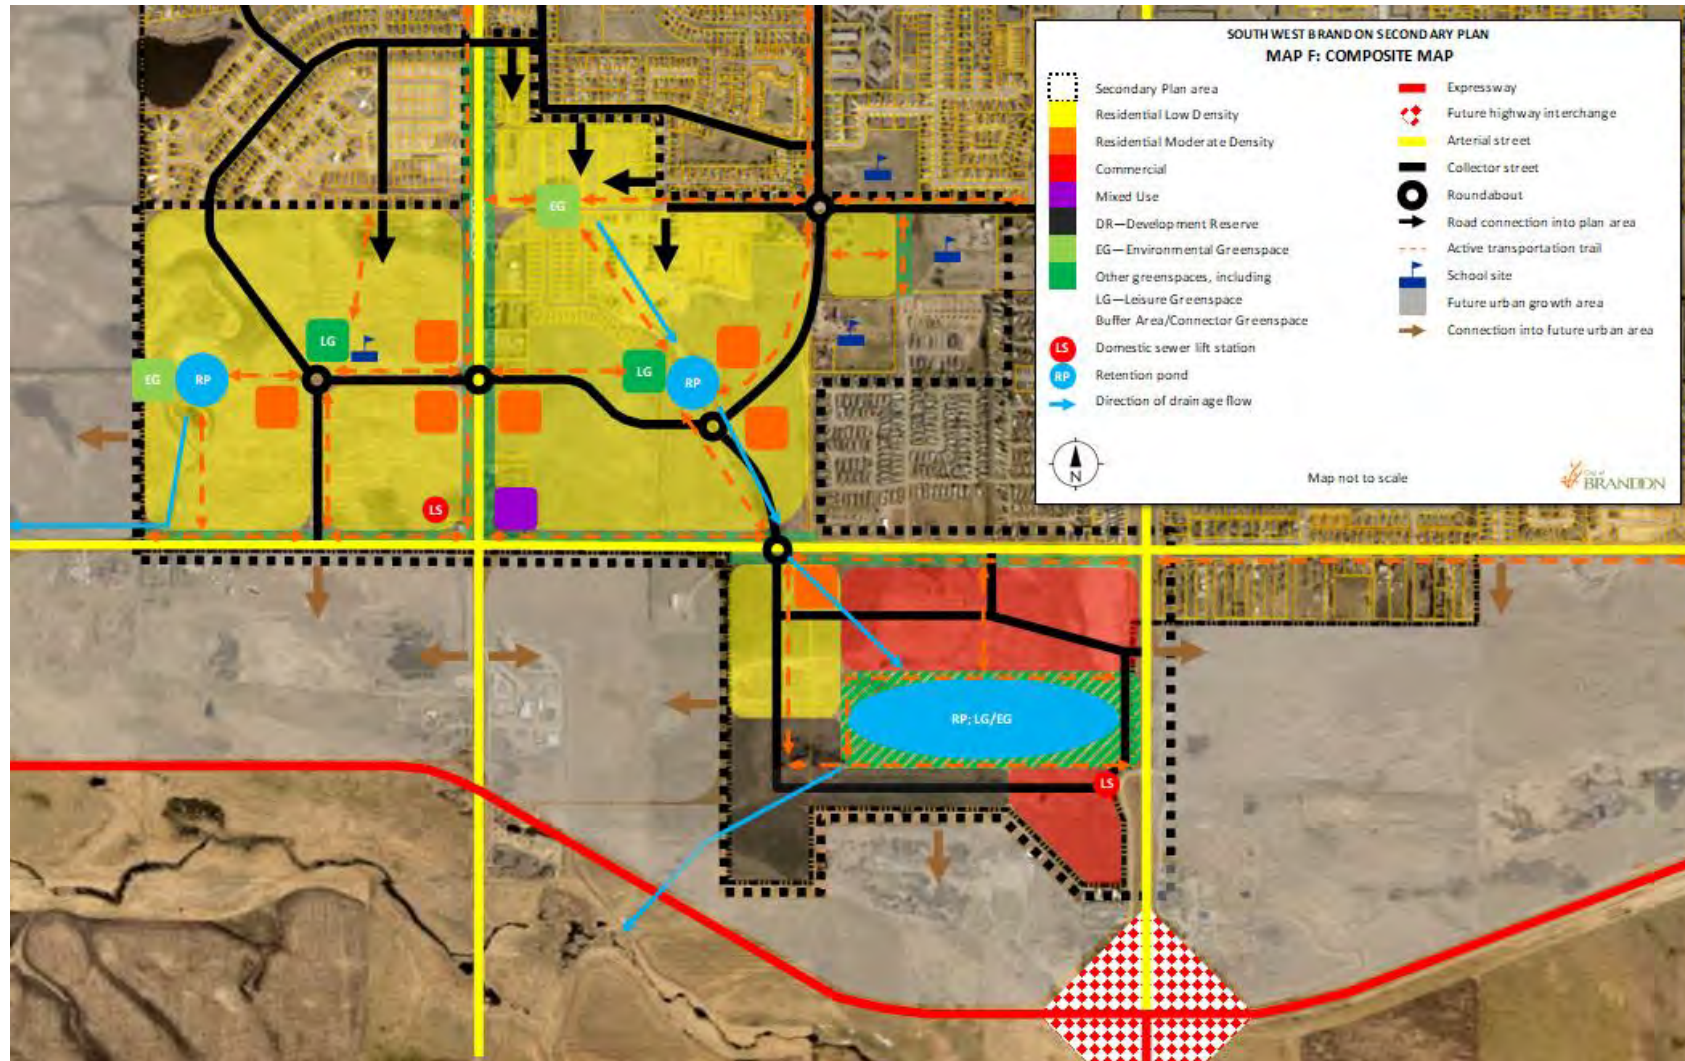 SOUTH WEST BRANDON SECONDARY PLAN
MAP F: COMPOSITE MAP
Secondary Plan area
Residential Low Density
Residential Moderate Density
Commercial
Mixed Use
DR—Development Reserve
EG—Environmental Greenspace
Other greenspaces, including
LG—Leisure Greenspace
Buffer Area/Connector Greenspace
LS Domestic sewer lift station
RP Retention pond
Direction of drainage flow
Expressway
Future highway interchange
Arterial street
Collector street
Roundabout
Road connection into plan area
Active transportation trail
School site
Future urban growth area
Connection into future urban area
N
Map not to scale
City of
BRANDON
EG
LG
EG
RP
LG
RP
LS
RP; LG/EG
LS